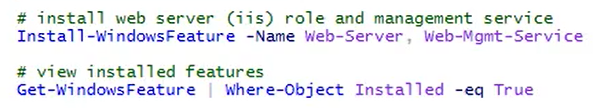 # install web server (iis) role and management service
Install-WindowsFeature -Name Web-Server, Web-Mgmt-Service
# view installed features
Get-WindowsFeature | Where-Object Installed -eq True